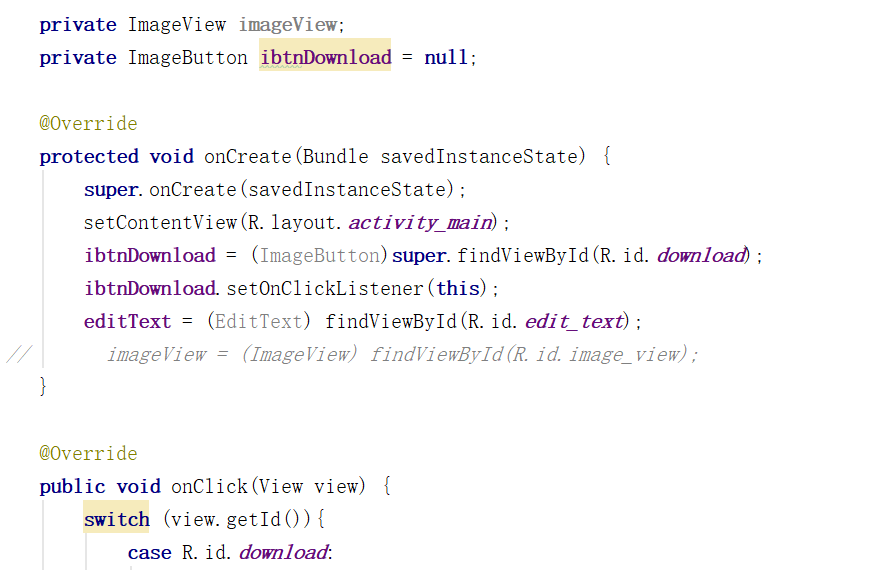 private ImageView imageView;
private ImageButton ibtnDownload = null;
@Override
protected void onCreate(Bundle savedInstanceState) {
super.onCreate(savedInstanceState);
setContentView(R.layout.activity_main);
ibtnDownload = (ImageButton)super.findViewById(R.id.download);
ibtnDownload.setOnClickListener(this);
editText = (EditText) findViewById(R.id.edit_text);
// imageView = (ImageView) findViewById(R.id.image_view);
}
@Override
public void onClick(View view) {
switch (view.getId()){
case R.id.download: